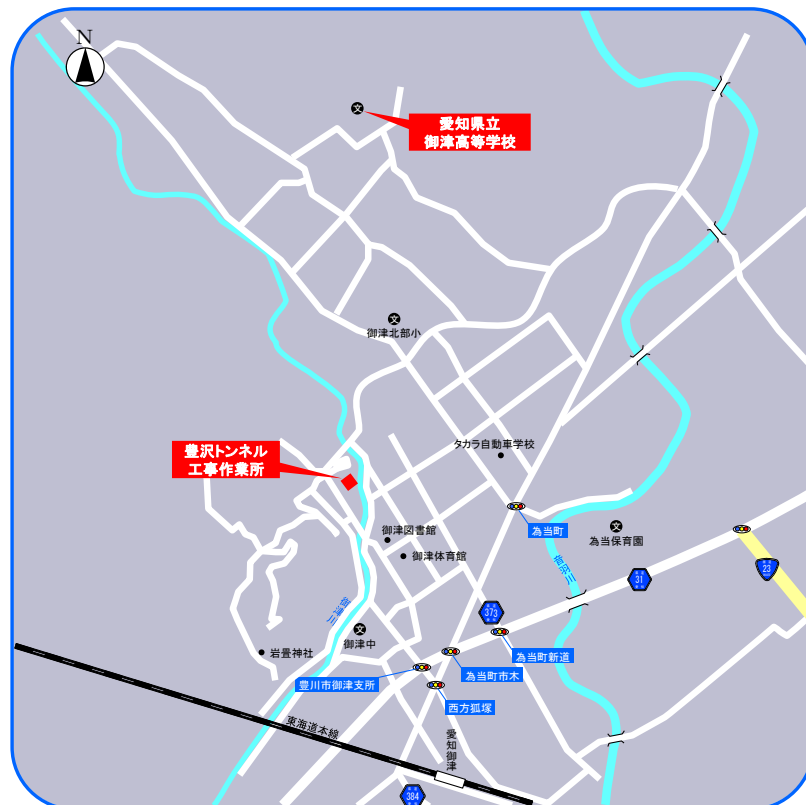 N
文
愛知県立
御津高等学校
文
御津北部小
タカラ自動車学校
豊沢トンネル
工事作業所
為当町
文
為当保育園
御津図書館
御津体育館
音羽川
23
31
373
御津川
文
御津中
岩畳神社
為当町新道
豊川市御津支所
為当町市木
西方狐塚
東海道本線
愛知御津
384